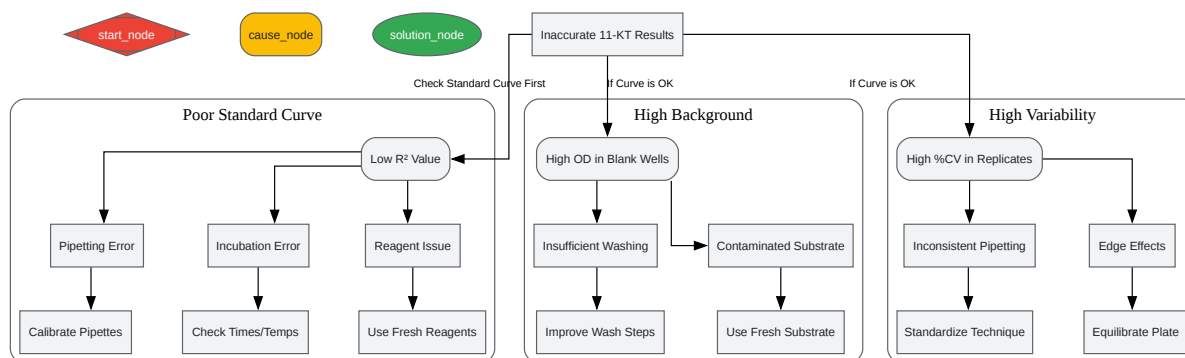 start_node
cause_node
solution_node
Inaccurate 11-KT Results
Check Standard Curve First
If Curve is OK
If Curve is OK
Poor Standard Curve
High Background
High Variability
Low R² Value
High OD in Blank Wells
High %CV in Replicates
Pipetting Error
Incubation Error
Reagent Issue
Insufficient Washing
Contaminated Substrate
Inconsistent Pipetting
Edge Effects
Calibrate Pipettes
Check Times/Temps
Use Fresh Reagents
Improve Wash Steps
Use Fresh Substrate
Standardize Technique
Equilibrate Plate